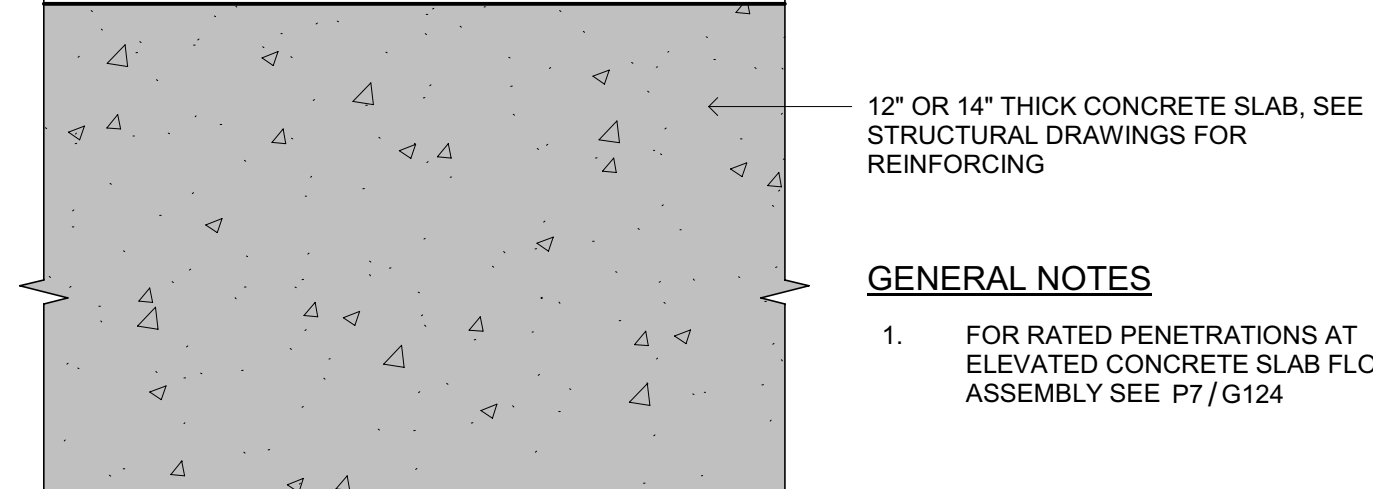 12" OR 14" THICK CONCRETE SLAB, SEE
STRUCTURAL DRAWINGS FOR
REINFORCING
GENERAL NOTES
1. FOR RATED PENETRATIONS AT
ELEVATED CONCRETE SLAB
ASSEMBLY SEE P7 / G124